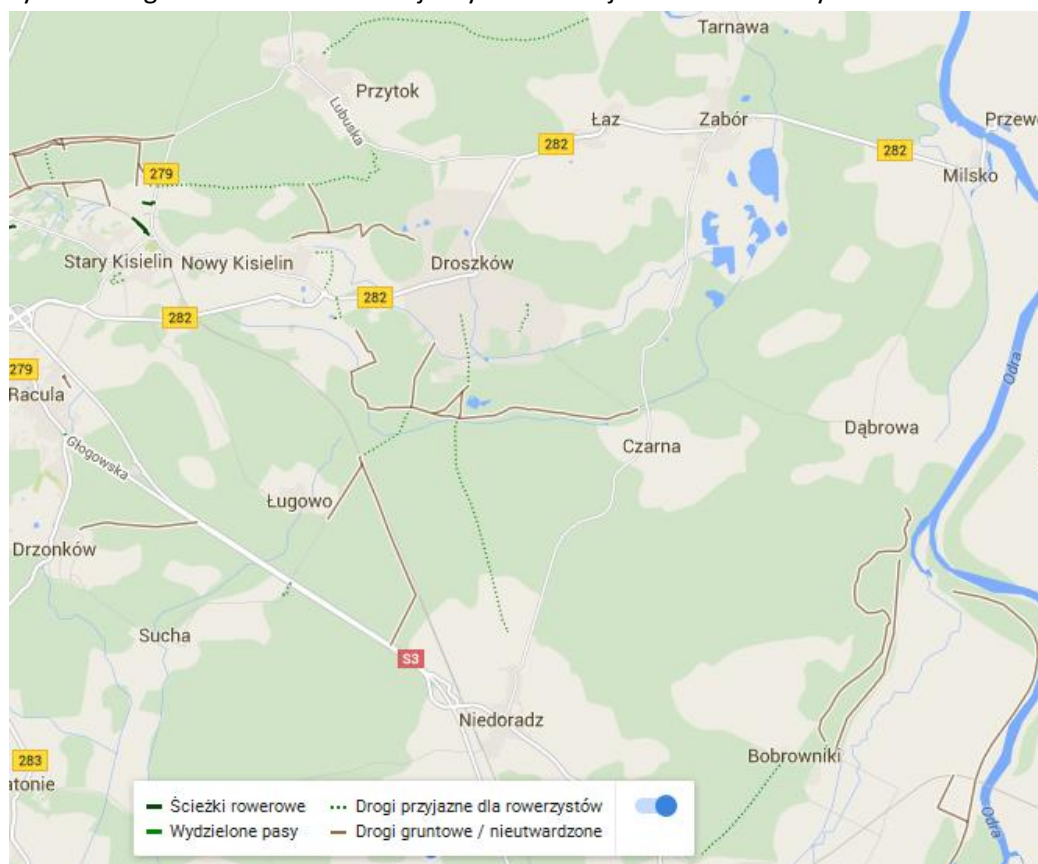 Tarnawa
Przytok
Lubuska
Łaz
Zabór
Przew
282
282
279
Milsko
Stary Kisielin
Nowy Kisielin
Droszków
282
282
279
Racula
Odra
Dąbrowa
Głogowska
Czarna
Ługowo
Drzonków
Sucha
S3
Niedoradz
283
Bobrowniki
atonie
Ścieżki rowerowe
Drogi przyjazne dla rowerzystów
Wydzielone pasy
Drogi gruntowe / nieutwardzone
Odra